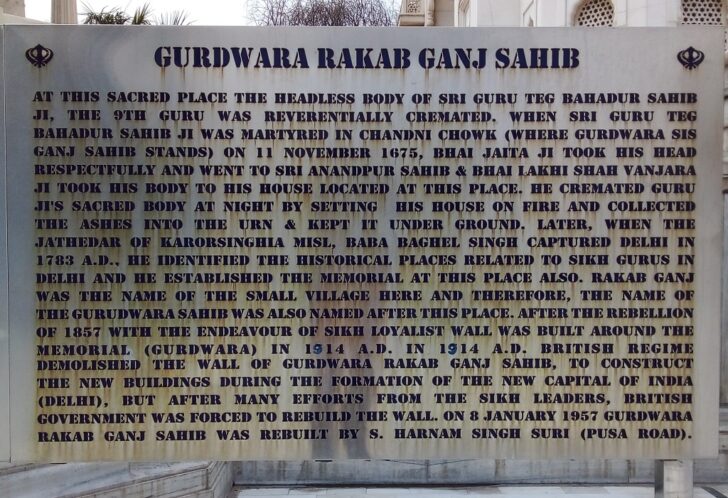 GURDWARA RAKAB GANJ SAHIB
AT THIS SACRED PLACE THE HEADLESS BODY OF SRI GURU TEG BAHADUR SAHIB
JI, THE 9TH GURU WAS REVERENTIALLY CREMATED. WHEN SRI GURU TEG
BAHADUR SAHIB JI WAS MARTYRED IN CHANDNI CHOWK (WHERE GURDWARA SIS
GANJ SAHIB STANDS) ON 11 NOVEMBER 1675, BHAI JAITA JI TOOK HIS HEAD
RESPECTFULLY AND WENT TO SRI ANANDPUR SAHIB & BHAI LAKHI SHAH VANJARA
JI TOOK HIS BODY TO HIS HOUSE LOCATED AT THIS PLACE. HE CREMATED GURU
JI'S SACRED BODY AT NIGHT BY SETTING HIS HOUSE ON FIRE AND COLLECTED
THE ASHES INTO THE URN & KEPT IT UNDER GROUND. LATER, WHEN THE
JATHEDAR OF KARORSINGHIA MISL, BABA BAGHEL SINGH CAPTURED DELHI IN
1783 A.D., HE IDENTIFIED THE HISTORICAL PLACES RELATED TO SIKH GURUS IN
DELHI AND HE ESTABLISHED THE MEMORIAL AT THIS PLACE ALSO. RAKAB GANJ
WAS THE NAME OF THE SMALL VILLAGE HERE AND THEREFORE, THE NAME OF
THE GURUDWARA SAHIB WAS ALSO NAMED AFTER THIS PLACE. AFTER THE REBELLION
OF 1857 WITH THE ENDEAVOUR OF SIKH LOYALIST WALL WAS BUILT AROUND THE
MEMORIAL (GURDWARA) IN 1914 A.D. IN 1914 A.D. BRITISH REGIME
DEMOLISHED THE WALL OF GURDWARA RAKAB GANJ SAHIB, TO CONSTRUCT
THE NEW BUILDINGS DURING THE FORMATION OF THE NEW CAPITAL OF INDIA
(DELHI), BUT AFTER MANY EFFORTS FROM THE SIKH LEADERS, BRITISH
GOVERNMENT WAS FORCED TO REBUILD THE WALL. ON 8 JANUARY 1957 GURDWARA
RAKAB GANJ SAHIB WAS REBUILT BY S. HARNAM SINGH SURI (PUSA ROAD).